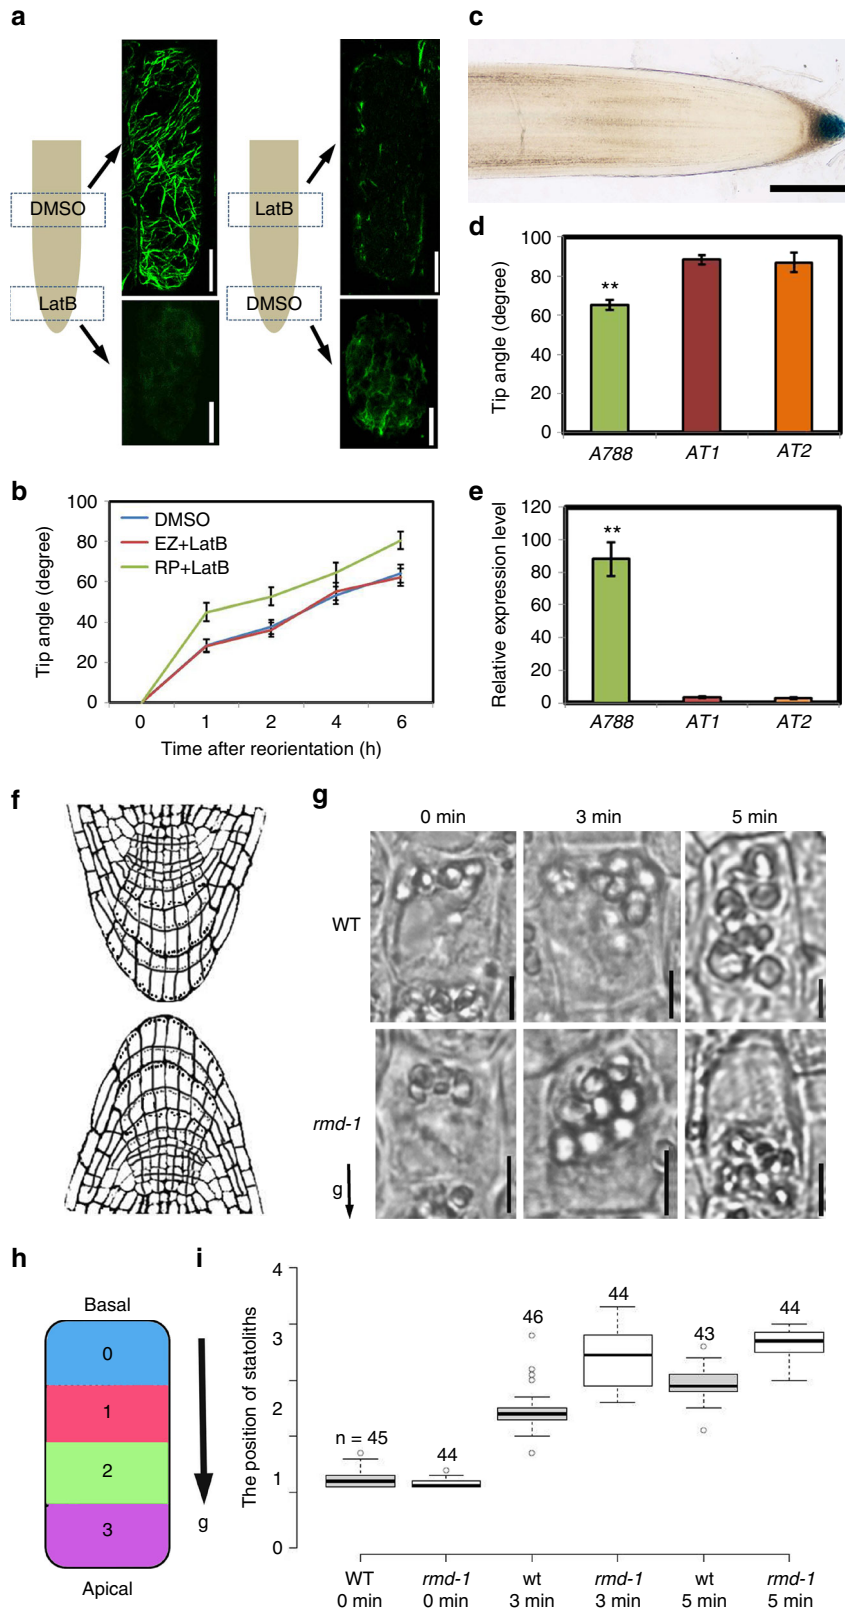 a
DMSO
LatB
LatB
DMSO
b
100
80
60
40
20
0
Tip angle (degree)
DMSO
EZ+LatB
RP+LatB
0 1 2 4 6
Time after reorientation (h)
c
d
100
80
60
40
20
0
Tip angle (degree)
**
A788 AT1 AT2
e
120
100
80
60
40
20
0
Relative expression level
**
A788 AT1 AT2
f
g
0 min 3 min 5 min
WT
rmd-1
g
h
Basal
0
1
2
3
Apical
g
i
4
3
2
1
0
The position of statoliths
n = 45
44
46
44
43
44
WT rmd-1 wt rmd-1 wt rmd-1
0 min 0 min 3 min 3 min 5 min 5 min